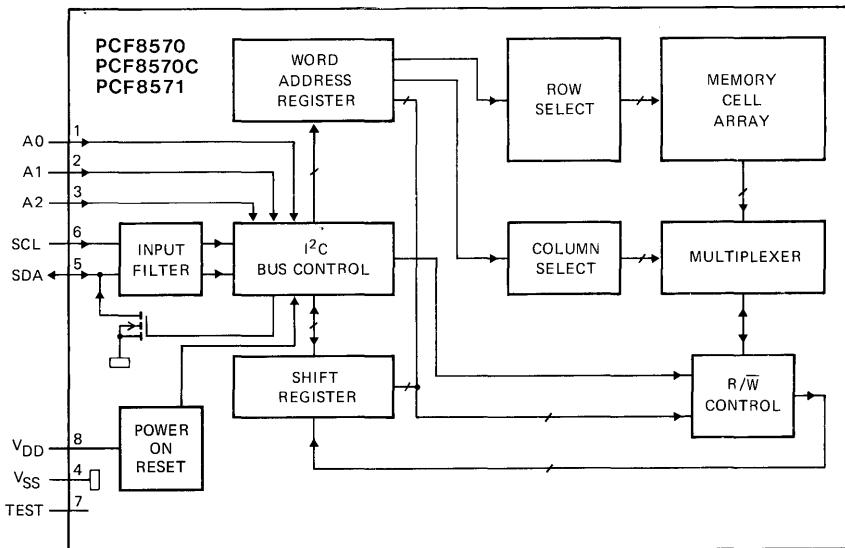 PCF8570
PCF8570C
PCF8571
WORD
ADDRESS
REGISTER
ROW
SELECT
MEMORY
CELL
ARRAY
A0 1
A1 2
A2 3
SCL 6
SDA 5
INPUT
FILTER
I²C
BUS CONTROL
COLUMN
SELECT
MULTIPLEXER
SHIFT
REGISTER
R/W̅
CONTROL
POWER
ON
RESET
VDD 8
VSS 4
TEST 7